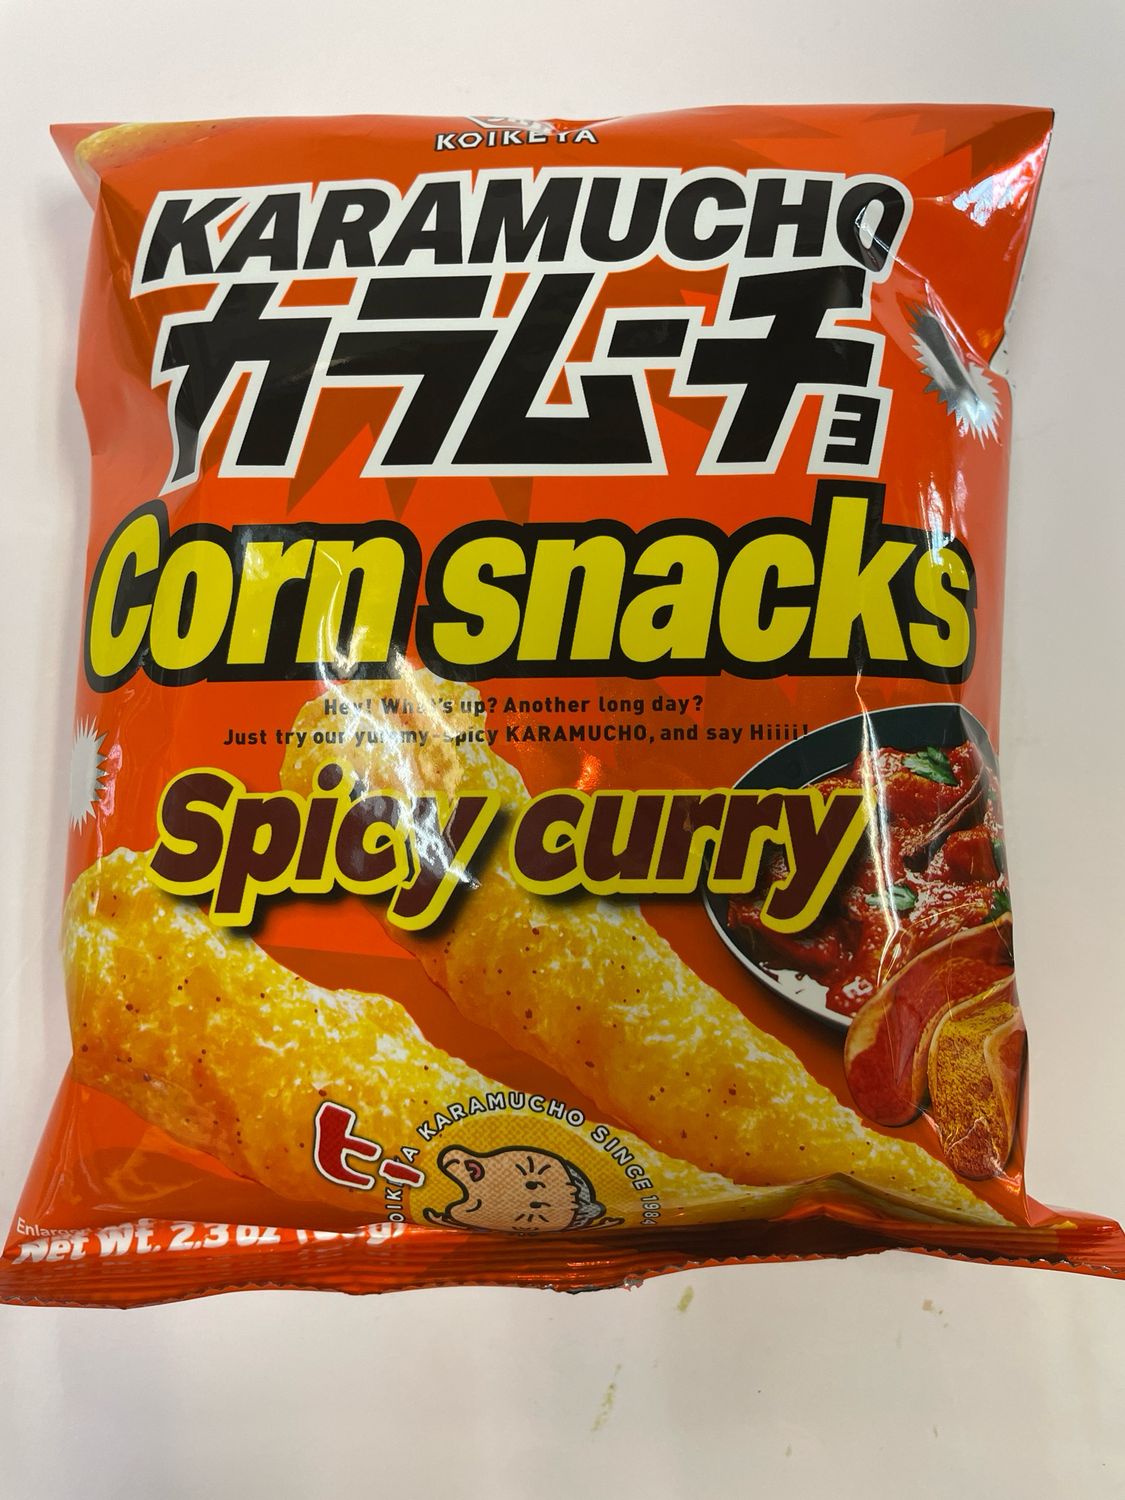 KOIKEYA
KARAMUCHO
カラムーチョ
Corn snacks
Hey! What's up? Another long day?
Just try our yummy-spicy KARAMUCHO, and say Hiiii!
Spicy curry
ヒー
KOIKEYA KARAMUCHO SINCE 1984
Net Wt. 2.3 oz